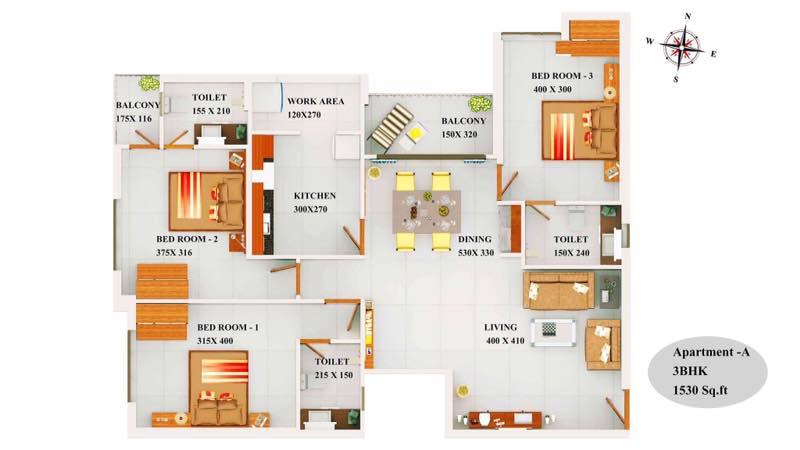 N
W
E
S
BED ROOM - 3
400 X 300
TOILET
155 X 210
BALCONY
175X 116
WORK AREA
120X270
BALCONY
150X 320
KITCHEN
300X270
BED ROOM - 2
375X 316
DINING
530X 330
TOILET
150X 240
BED ROOM - 1
315X 400
LIVING
400 X 410
TOILET
215 X 150
Apartment -A
3BHK
1530 Sq.ft